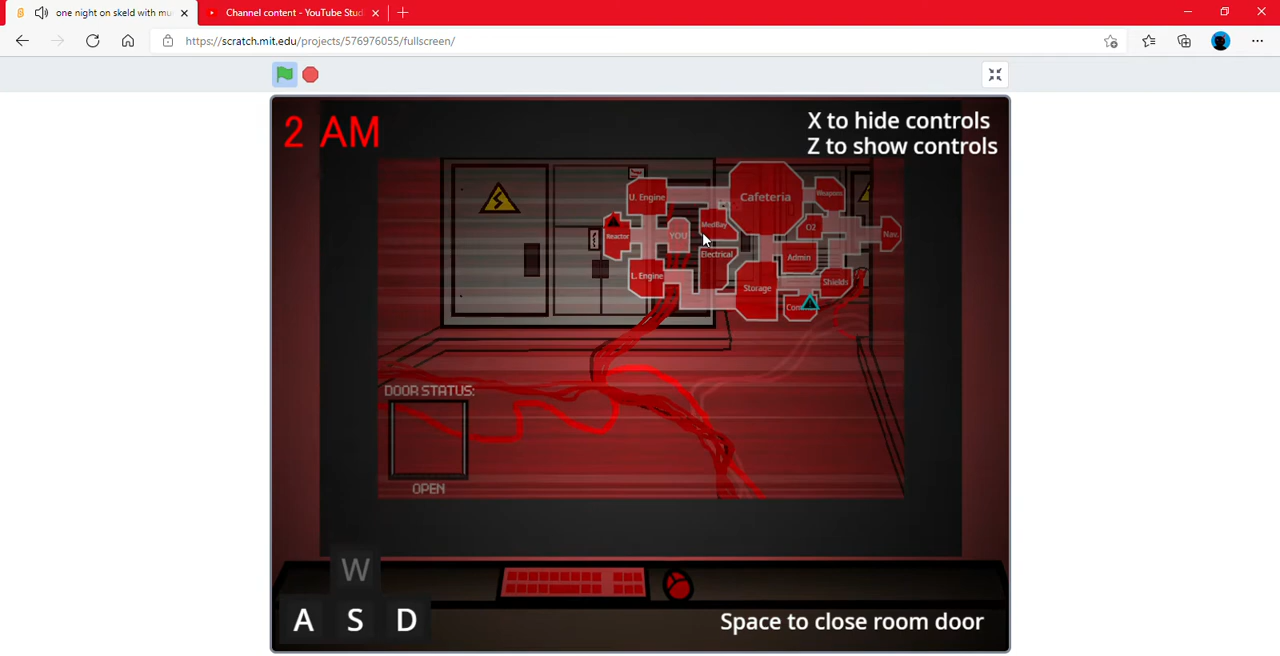 one night on skeld with mu
Channel content - YouTube Stud
https://scratch.mit.edu/projects/576976055/fullscreen/
2 AM
X to hide controls
Z to show controls
U. Engine
Cafeteria
Weapons
MedBay
O2
Reactor
YOU
Nav.
Electrical
Admin
L. Engine
Storage
Shields
DOOR STATUS:
OPEN
W
A S D
Space to close room door